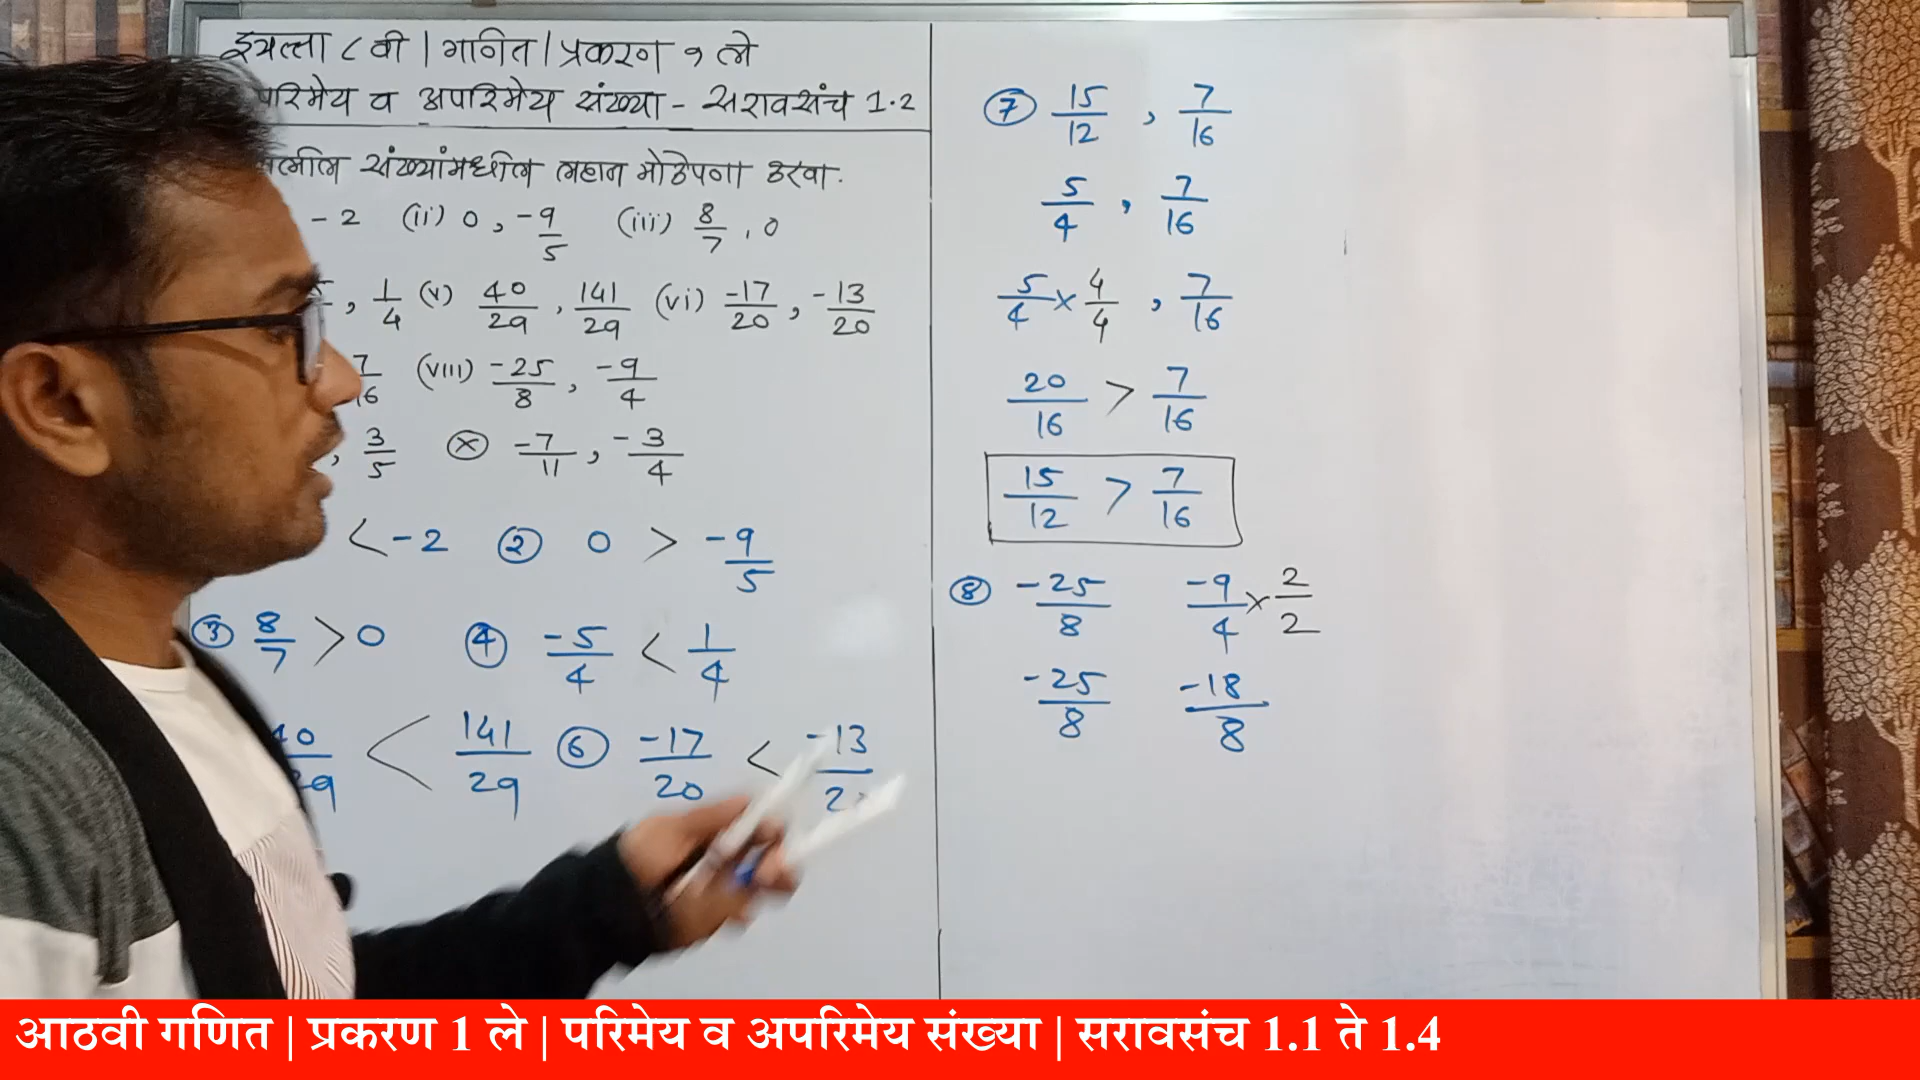 इयत्ता ८ वी | गणित | प्रकरण १ ले
परिमेय व अपरिमेय संख्या - सरावसंच 1.2
संख्यांमधील लहान मोठेपणा ठरवा.
- 2 (ii) 0 , -9/5 (iii) 8/7 , 0
, 1/4 (v) 40/29 , 141/29 (vi) -17/20 , -13/20
(viii) -25/8 , -9/4
, 3/5 (x) -7/11 , -3/4
< -2 (2) 0 > -9/5
(3) 8/7 > 0 (4) -5/4 < 1/4
40/29 < 141/29 (6) -17/20 < -13/20
(7) 15/12 , 7/16
5/4 , 7/16
5/4 × 4/4 , 7/16
20/16 > 7/16
15/12 > 7/16
(8) -25/8 -9/4 × 2/2
-25/8 -18/8
आठवी गणित | प्रकरण 1 ले | परिमेय व अपरिमेय संख्या | सरावसंच 1.1 ते 1.4